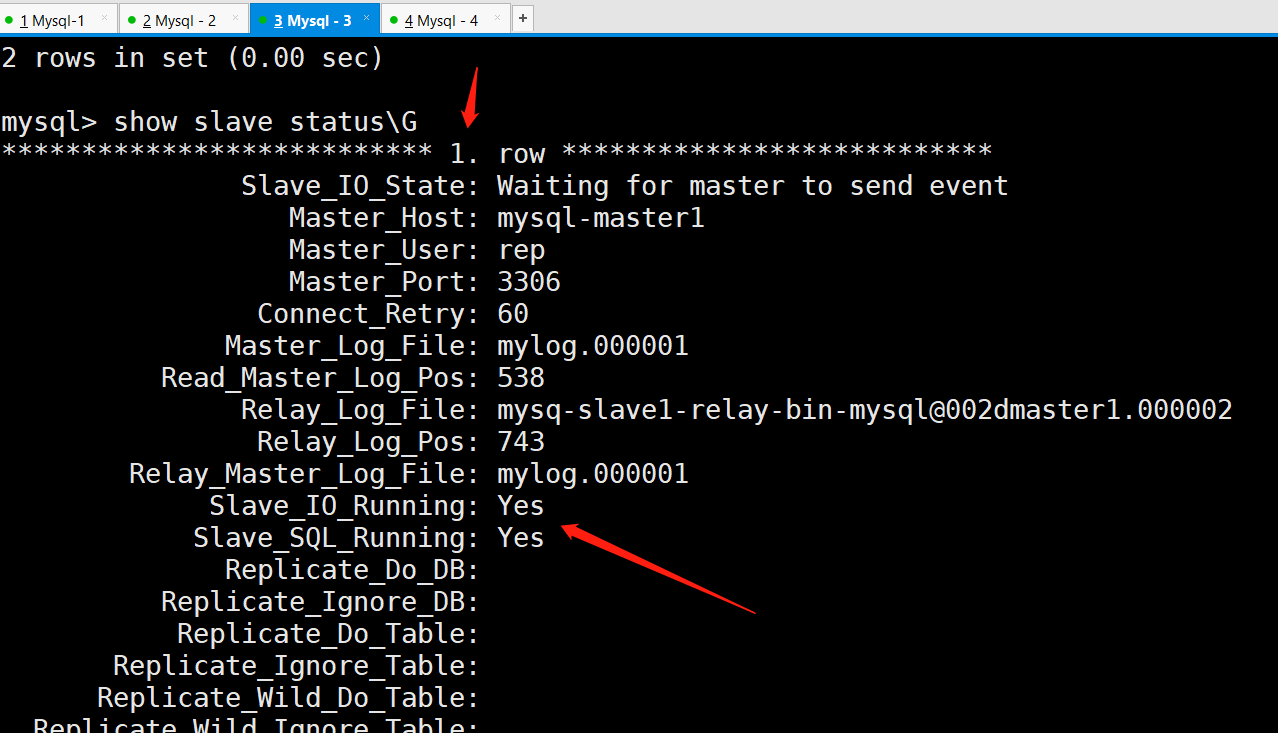 1 Mysql-1 × 2 Mysql - 2 × 3 Mysql - 3 × 4 Mysql - 4 × +
2 rows in set (0.00 sec)
mysql> show slave status\G
*************************** 1. row ***************************
Slave_IO_State: Waiting for master to send event
Master_Host: mysql-master1
Master_User: rep
Master_Port: 3306
Connect_Retry: 60
Master_Log_File: mylog.000001
Read_Master_Log_Pos: 538
Relay_Log_File: mysq-slave1-relay-bin-mysql@002dmaster1.000002
Relay_Log_Pos: 743
Relay_Master_Log_File: mylog.000001
Slave_IO_Running: Yes
Slave_SQL_Running: Yes
Replicate_Do_DB:
Replicate_Ignore_DB:
Replicate_Do_Table:
Replicate_Ignore_Table:
Replicate_Wild_Do_Table:
Replicate_Wild_Ignore_Table: